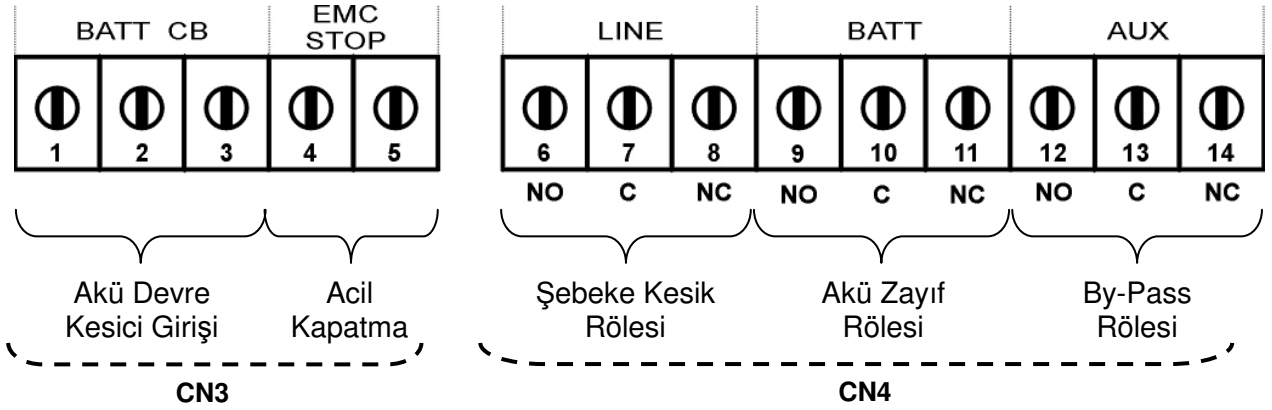 BATT CB
EMC
STOP
LINE
BATT
AUX
1 2 3 4 5
6 7 8 9 10 11 12 13 14
NO C NC NO C NC NO C NC
Akü Devre
Kesici Girişi
Acil
Kapatma
Şebeke Kesik
Rölesi
Akü Zayıf
Rölesi
By-Pass
Rölesi
CN3
CN4